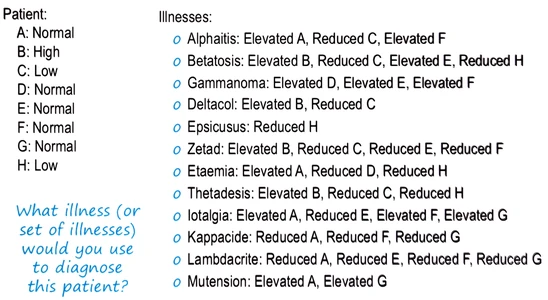 Patient:
A: Normal
B: High
C: Low
D: Normal
E: Normal
F: Normal
G: Normal
H: Low
What illness (or
set of illnesses)
would you use
to diagnose
this patient?
Illnesses:
o Alphaitis: Elevated A, Reduced C, Elevated F
o Betatosis: Elevated B, Reduced C, Elevated E, Reduced H
o Gammanoma: Elevated D, Elevated E, Elevated F
o Deltacol: Elevated B, Reduced C
o Epsicusus: Reduced H
o Zetad: Elevated B, Reduced C, Reduced E, Reduced F
o Etaemia: Elevated A, Reduced D, Reduced H
o Thetadesis: Elevated B, Reduced C, Reduced H
o Iotalgia: Elevated A, Reduced E, Elevated F, Elevated G
o Kappacide: Reduced A, Reduced F, Reduced G
o Lambdacrite: Reduced A, Reduced E, Reduced F, Reduced G
o Mutension: Elevated A, Elevated G